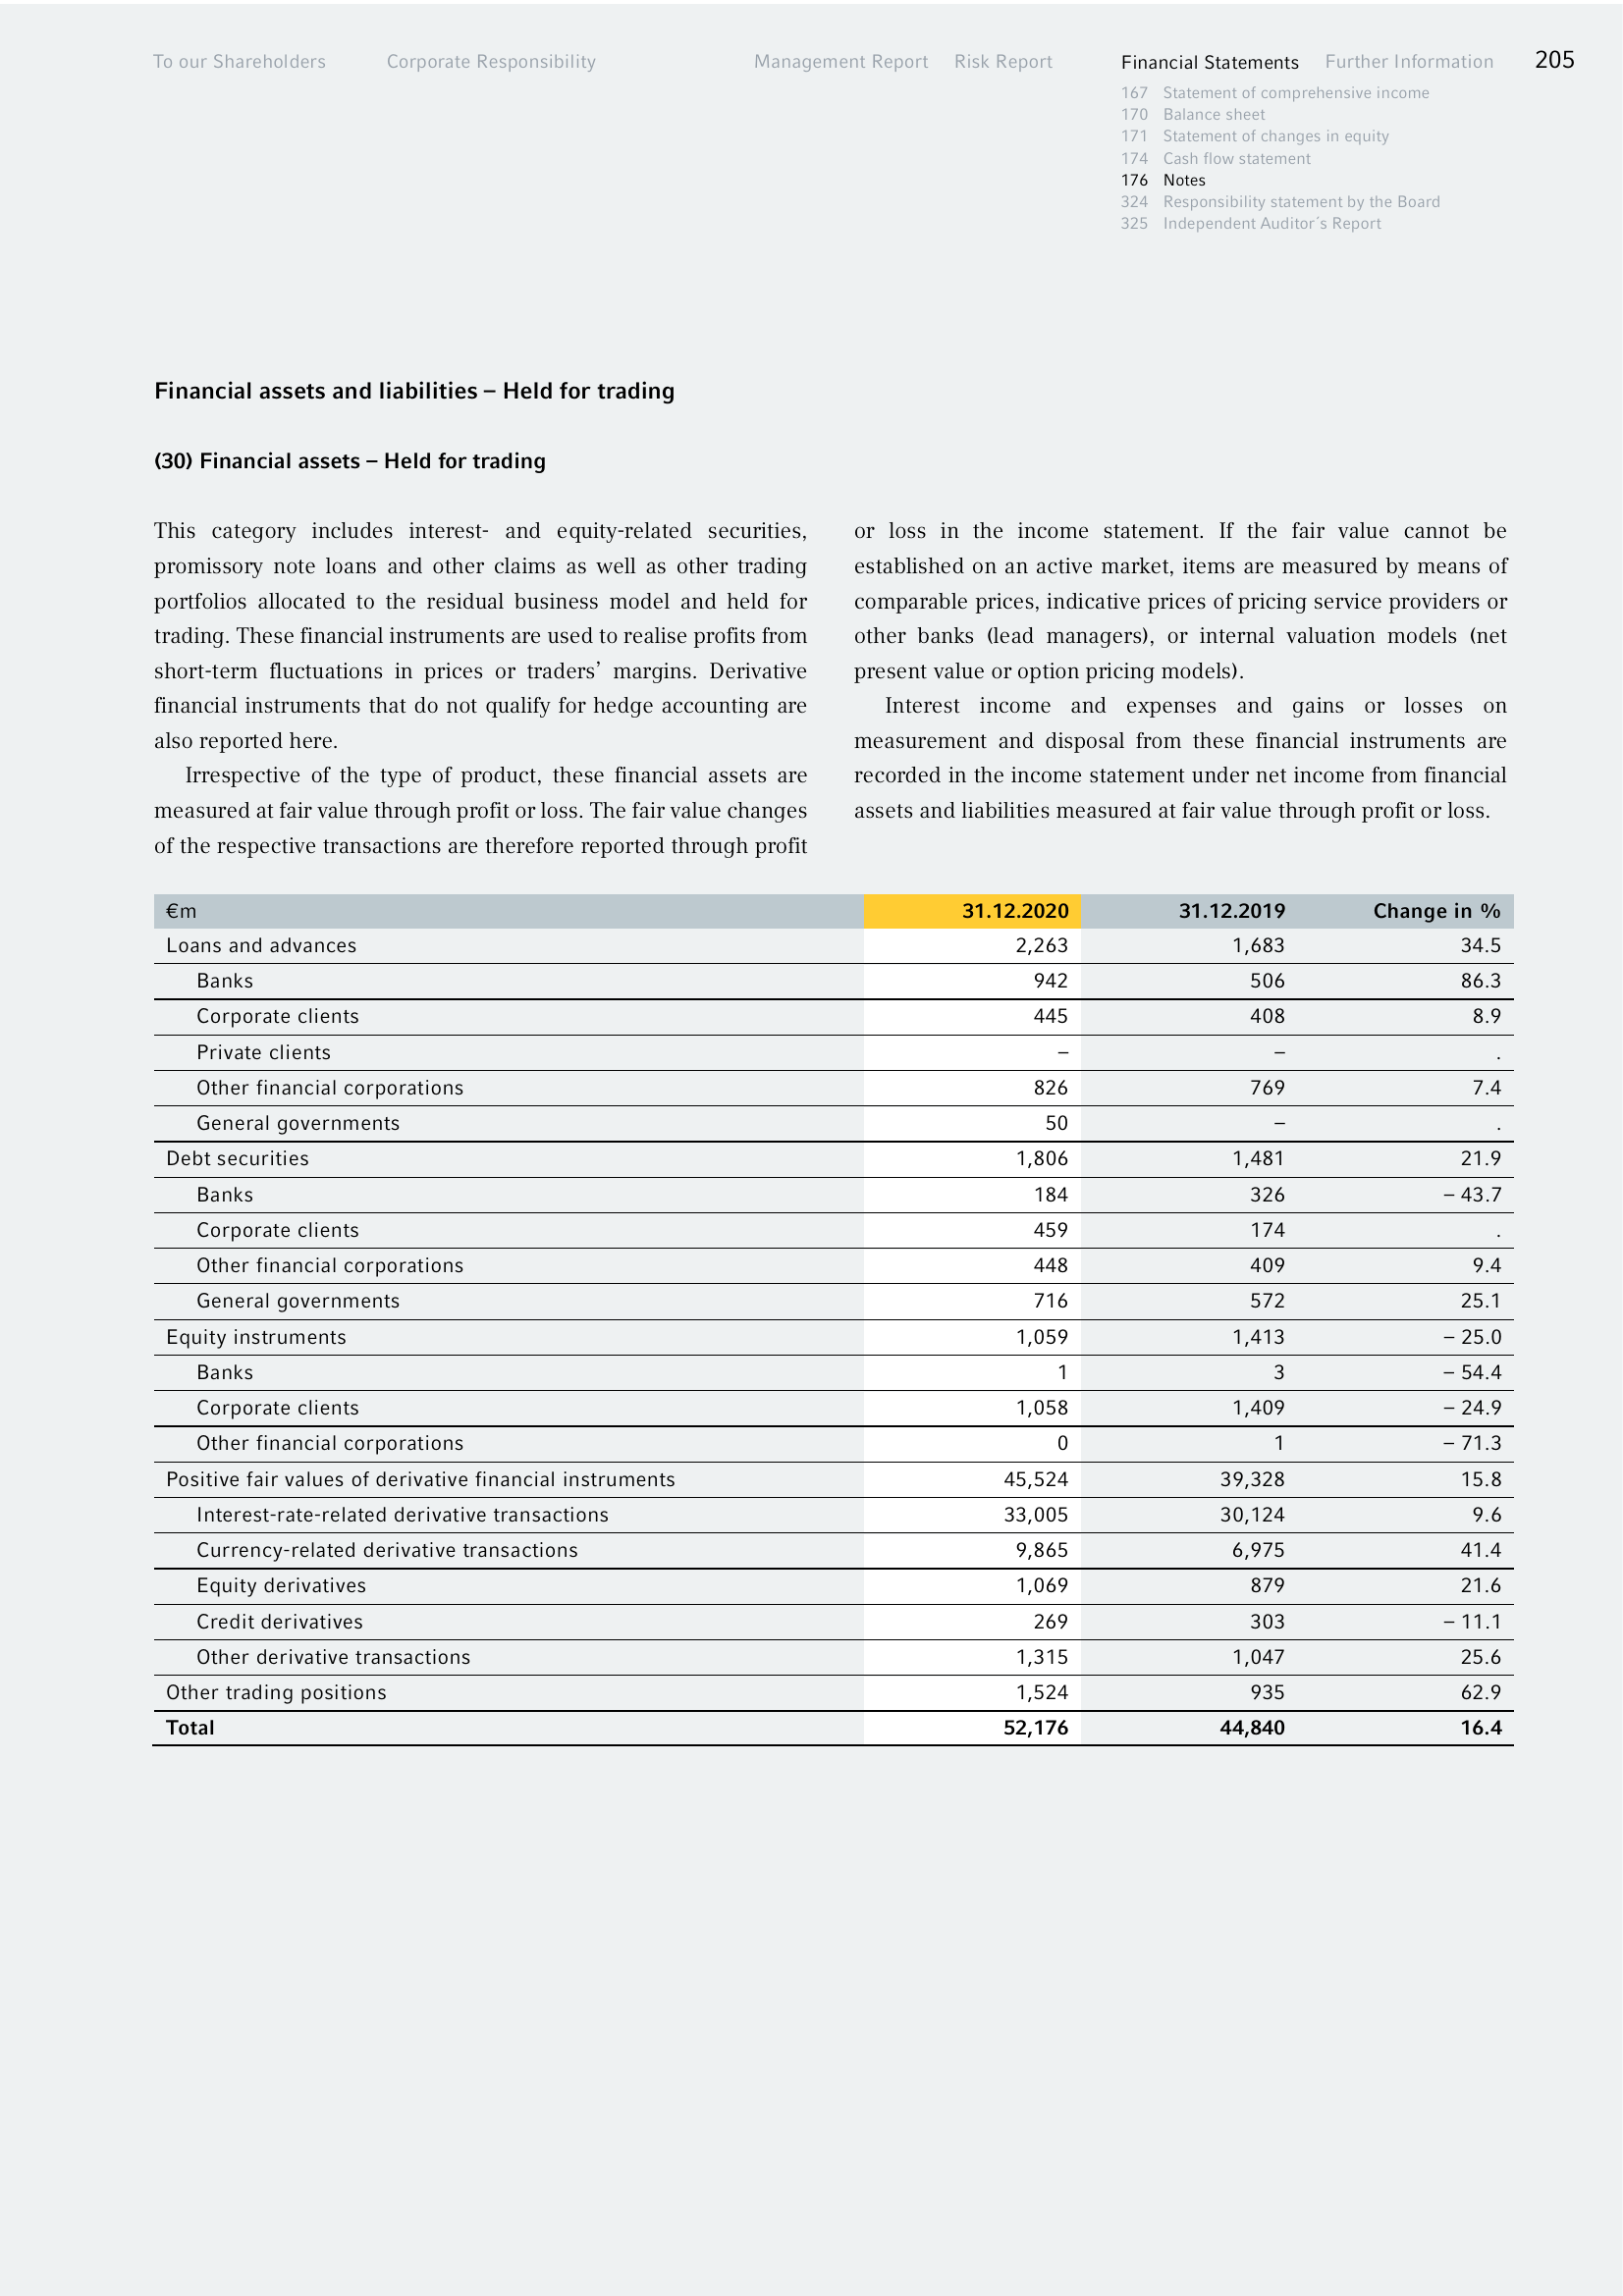 To our Shareholders Corporate Responsibility Management Report Risk Report Financial Statements Further Information 205
167 Statement of comprehensive income
170 Balance sheet
171 Statement of changes in equity
174 Cash flow statement
176 Notes
324 Responsibility statement by the Board
325 Independent Auditor´s Report
Financial assets and liabilities – Held for trading
(30) Financial assets – Held for trading
This category includes interest- and equity-related securities,
promissory note loans and other claims as well as other trading
portfolios allocated to the residual business model and held for
trading. These financial instruments are used to realise profits from
short-term fluctuations in prices or traders’ margins. Derivative
financial instruments that do not qualify for hedge accounting are
also reported here.
Irrespective of the type of product, these financial assets are
measured at fair value through profit or loss. The fair value changes
of the respective transactions are therefore reported through profit
or loss in the income statement. If the fair value cannot be
established on an active market, items are measured by means of
comparable prices, indicative prices of pricing service providers or
other banks (lead managers), or internal valuation models (net
present value or option pricing models).
Interest income and expenses and gains or losses on
measurement and disposal from these financial instruments are
recorded in the income statement under net income from financial
assets and liabilities measured at fair value through profit or loss.
€m 31.12.2020 31.12.2019 Change in %
Loans and advances 2,263 1,683 34.5
Banks 942 506 86.3
Corporate clients 445 408 8.9
Private clients – – .
Other financial corporations 826 769 7.4
General governments 50 – .
Debt securities 1,806 1,481 21.9
Banks 184 326 – 43.7
Corporate clients 459 174 .
Other financial corporations 448 409 9.4
General governments 716 572 25.1
Equity instruments 1,059 1,413 – 25.0
Banks 1 3 – 54.4
Corporate clients 1,058 1,409 – 24.9
Other financial corporations 0 1 – 71.3
Positive fair values of derivative financial instruments 45,524 39,328 15.8
Interest-rate-related derivative transactions 33,005 30,124 9.6
Currency-related derivative transactions 9,865 6,975 41.4
Equity derivatives 1,069 879 21.6
Credit derivatives 269 303 – 11.1
Other derivative transactions 1,315 1,047 25.6
Other trading positions 1,524 935 62.9
Total 52,176 44,840 16.4